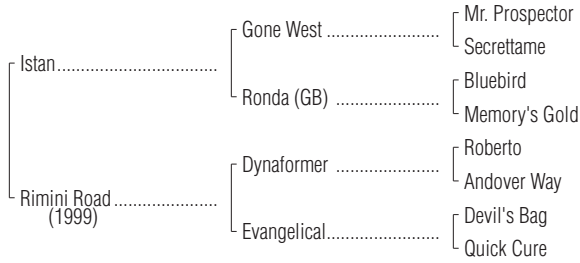 Mr. Prospector
Gone West
Secrettame
Istan
Bluebird
Ronda (GB)
Memory's Gold
Roberto
Dynaformer
Andover Way
Rimini Road
(1999)
Devil's Bag
Evangelical
Quick Cure